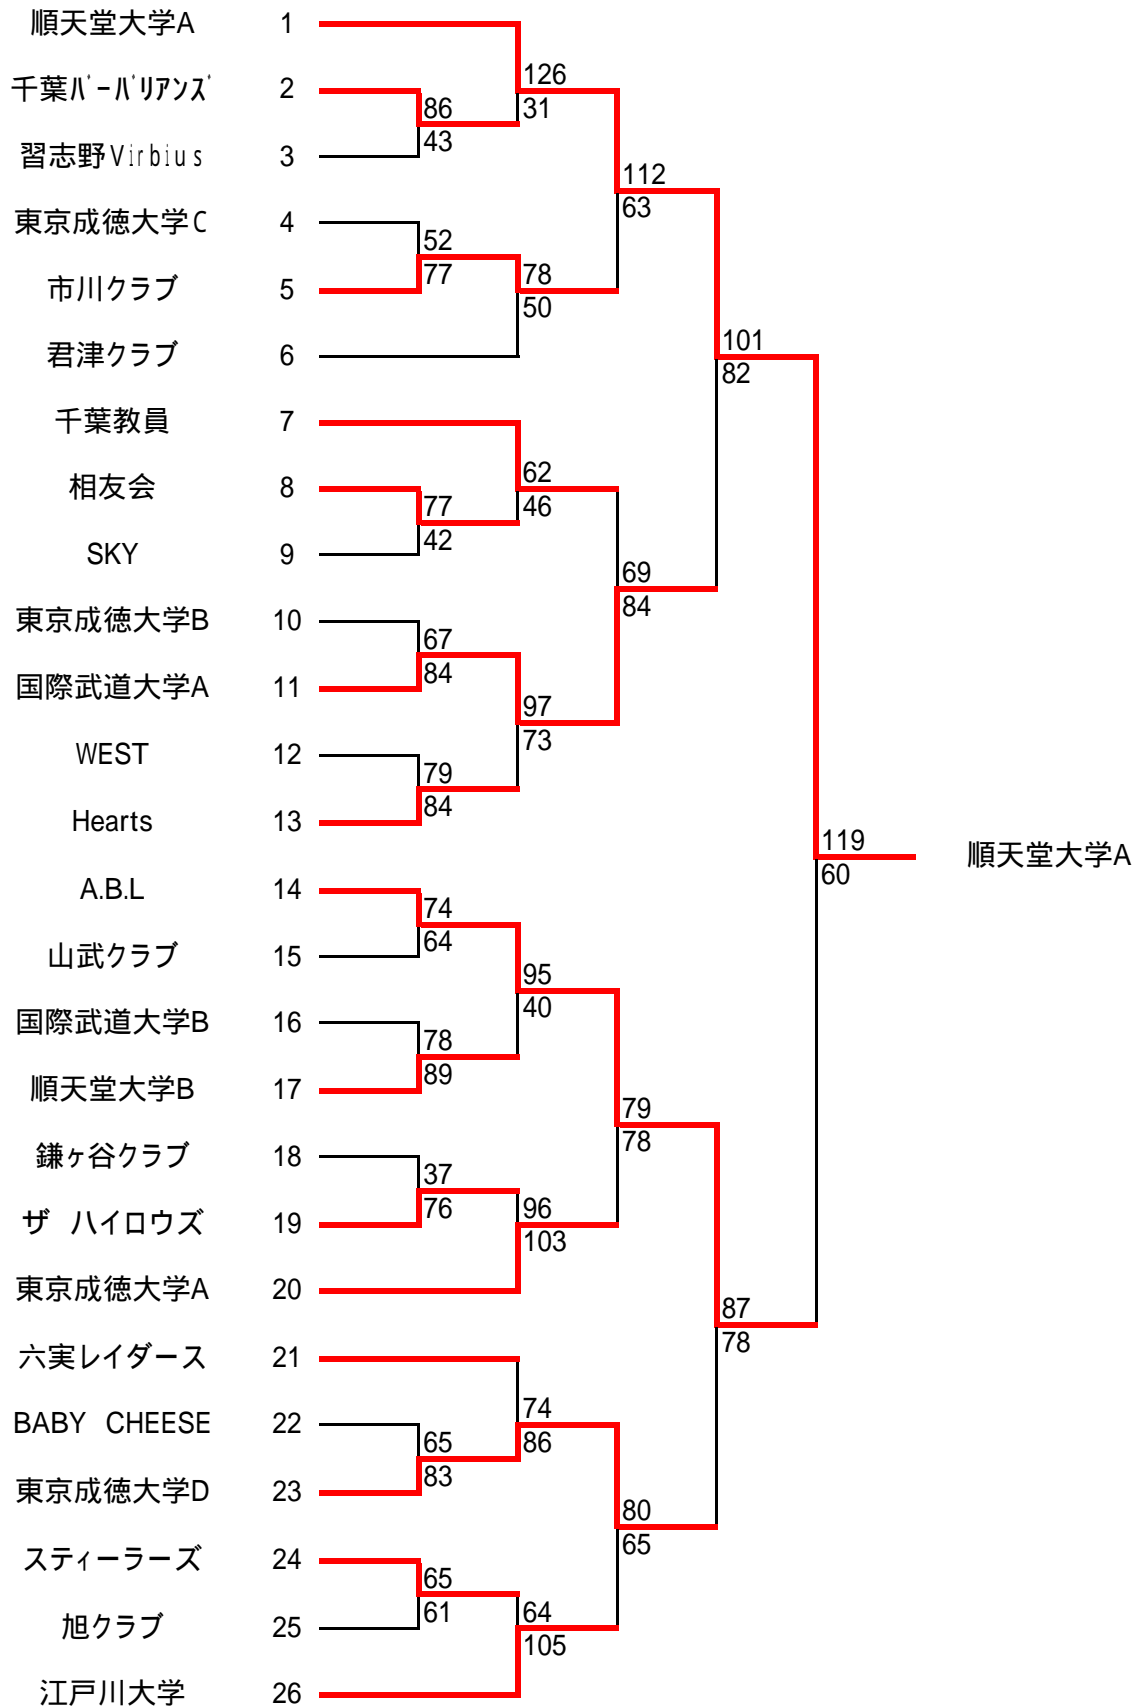 順天堂大学A 1
126
千葉ﾊﾞｰﾊﾞﾘｱﾝｽﾞ 2
31
86
43
習志野Virbius 3
112
63
東京成徳大学C 4
52
77
78
50
市川クラブ 5
101
82
君津クラブ 6
千葉教員 7
62
46
相友会 8
77
42
SKY 9
69
84
東京成徳大学B 10
67
84
国際武道大学A 11
97
73
WEST 12
79
84
Hearts 13
119
60
順天堂大学A
A.B.L 14
74
64
山武クラブ 15
95
40
国際武道大学B 16
78
89
順天堂大学B 17
79
78
鎌ヶ谷クラブ 18
37
76
ザ ハイロウズ 19
96
103
東京成徳大学A 20
87
78
六実レイダース 21
74
86
BABY CHEESE 22
65
83
東京成徳大学D 23
80
65
スティーラーズ 24
65
61
旭クラブ 25
64
105
江戸川大学 26